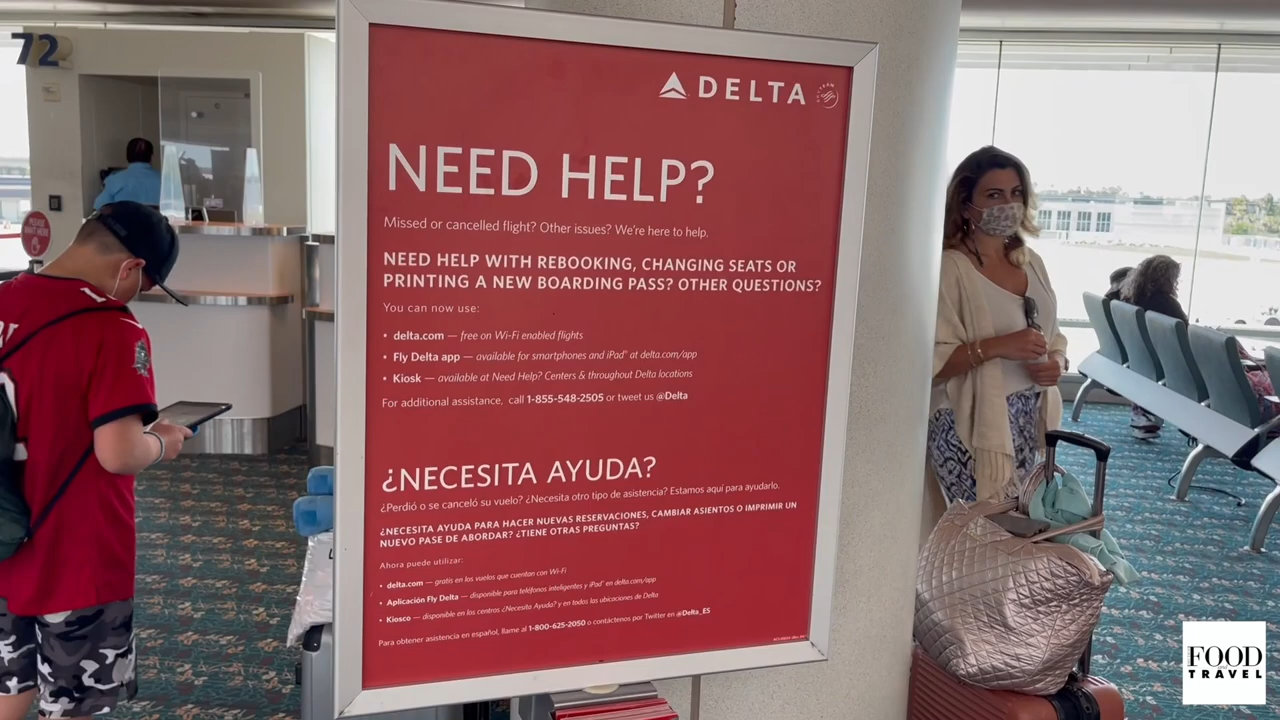 72
PLEASE
WAIT HERE
DELTA
NEED HELP?
Missed or cancelled flight? Other issues? We're here to help.
NEED HELP WITH REBOOKING, CHANGING SEATS OR
PRINTING A NEW BOARDING PASS? OTHER QUESTIONS?
You can now use:
• delta.com — free on Wi-Fi enabled flights
• Fly Delta app — available for smartphones and iPad® at delta.com/app
• Kiosk — available at Need Help? Centers & throughout Delta locations
For additional assistance, call 1-855-548-2505 or tweet us @Delta
¿NECESITA AYUDA?
¿Perdió o se canceló su vuelo? ¿Necesita otro tipo de asistencia? Estamos aquí para ayudarlo.
¿NECESITA AYUDA PARA HACER NUEVAS RESERVACIONES, CAMBIAR ASIENTOS O IMPRIMIR UN
NUEVO PASE DE ABORDAR? ¿TIENE OTRAS PREGUNTAS?
Ahora puede utilizar:
• delta.com — gratis en los vuelos que cuentan con Wi-Fi
• Aplicación Fly Delta — disponible para teléfonos inteligentes y iPad® en delta.com/app
• Kiosco — disponible en los centros ¿Necesita Ayuda? y en todas las ubicaciones de Delta
Para obtener asistencia en español, llame al 1-800-625-2050 o contáctenos por Twitter en @Delta_ES
FOOD
and
TRAVEL